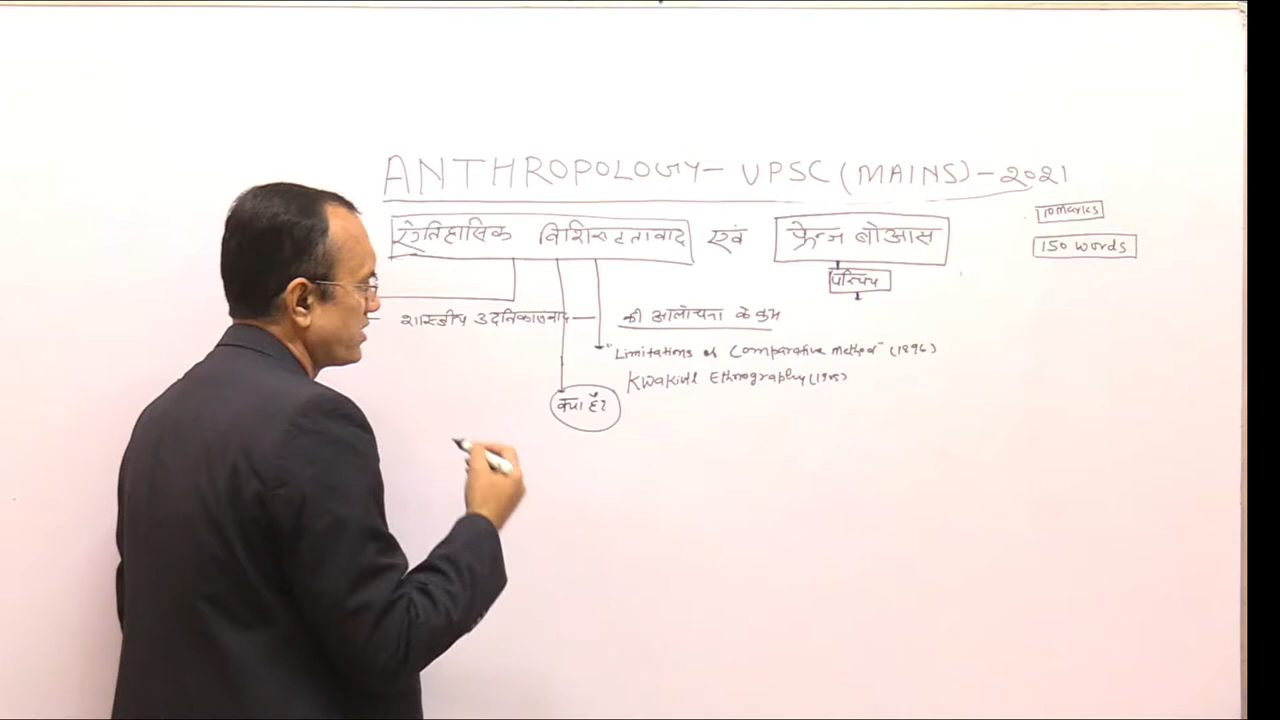 ANTHROPOLOGY- UPSC (MAINS) - 2021
10 Marks
ऐतिहासिक विशिष्टतावाद एवं फ्रेन्ज बोआस
150 words
परिचय
शास्त्रीय उदविकासवाद — की आलोचना के क्रम
"Limitations of Comparative method" (1896)
Kwakiutl Ethnography
क्या है?